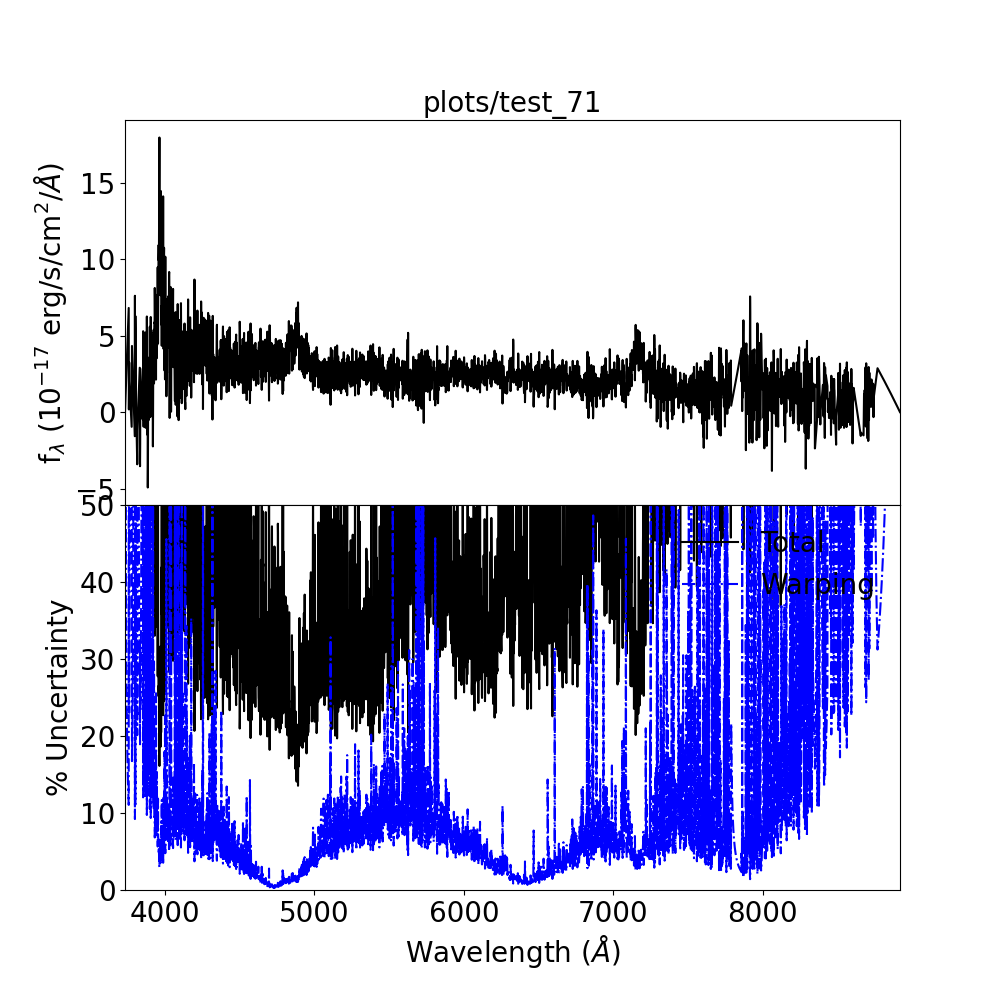 plots/test_71
f_λ (10^−17 erg/s/cm^2/Å)
15
10
5
0
−5
50
40
30
20
10
0
% Uncertainty
Total
Warping
4000 5000 6000 7000 8000
Wavelength (Å)